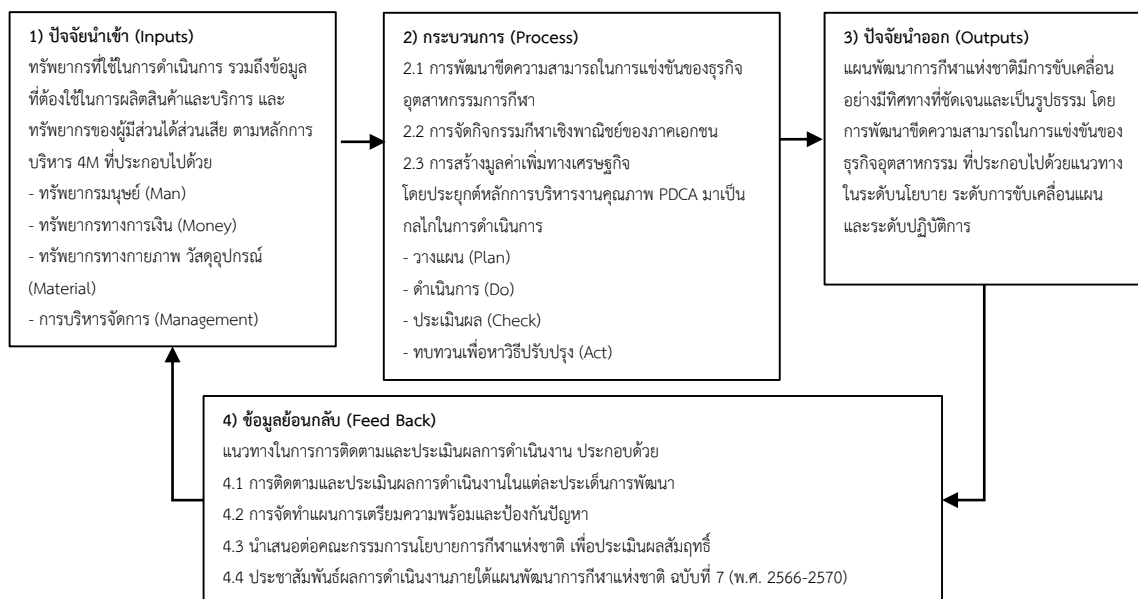 1) ปัจจัยนำเข้า (Inputs)
ทรัพยากรที่ใช้ในการดำเนินการ รวมถึงข้อมูล
ที่ต้องใช้ในการผลิตสินค้าและบริการ และ
ทรัพยากรของผู้มีส่วนได้ส่วนเสีย ตามหลักการ
บริหาร 4M ที่ประกอบไปด้วย
- ทรัพยากรมนุษย์ (Man)
- ทรัพยากรทางการเงิน (Money)
- ทรัพยากรทางกายภาพ วัสดุอุปกรณ์
(Material)
- การบริหารจัดการ (Management)
2) กระบวนการ (Process)
2.1 การพัฒนาขีดความสามารถในการแข่งขันของธุรกิจ
อุตสาหกรรมการกีฬา
2.2 การจัดกิจกรรมกีฬาเชิงพาณิชย์ของภาคเอกชน
2.3 การสร้างมูลค่าเพิ่มทางเศรษฐกิจ
โดยประยุกต์หลักการบริหารงานคุณภาพ PDCA มาเป็น
กลไกในการดำเนินการ
- วางแผน (Plan)
- ดำเนินการ (Do)
- ประเมินผล (Check)
- ทบทวนเพื่อหาวิธีปรับปรุง (Act)
3) ปัจจัยนำออก (Outputs)
แผนพัฒนาการกีฬาแห่งชาติมีการขับเคลื่อน
อย่างมีทิศทางที่ชัดเจนและเป็นรูปธรรม โดย
การพัฒนาขีดความสามารถในการแข่งขันของ
ธุรกิจอุตสาหกรรม ที่ประกอบไปด้วยแนวทาง
ในระดับนโยบาย ระดับการขับเคลื่อนแผน
และระดับปฏิบัติการ
4) ข้อมูลย้อนกลับ (Feed Back)
แนวทางในการการติดตามและประเมินผลการดำเนินงาน ประกอบด้วย
4.1 การติดตามและประเมินผลการดำเนินงานในแต่ละประเด็นการพัฒนา
4.2 การจัดทำแผนการเตรียมความพร้อมและป้องกันปัญหา
4.3 นำเสนอต่อคณะกรรมการนโยบายการกีฬาแห่งชาติ เพื่อประเมินผลสัมฤทธิ์
4.4 ประชาสัมพันธ์ผลการดำเนินงานภายใต้แผนพัฒนาการกีฬาแห่งชาติ ฉบับที่ 7 (พ.ศ. 2566-2570)